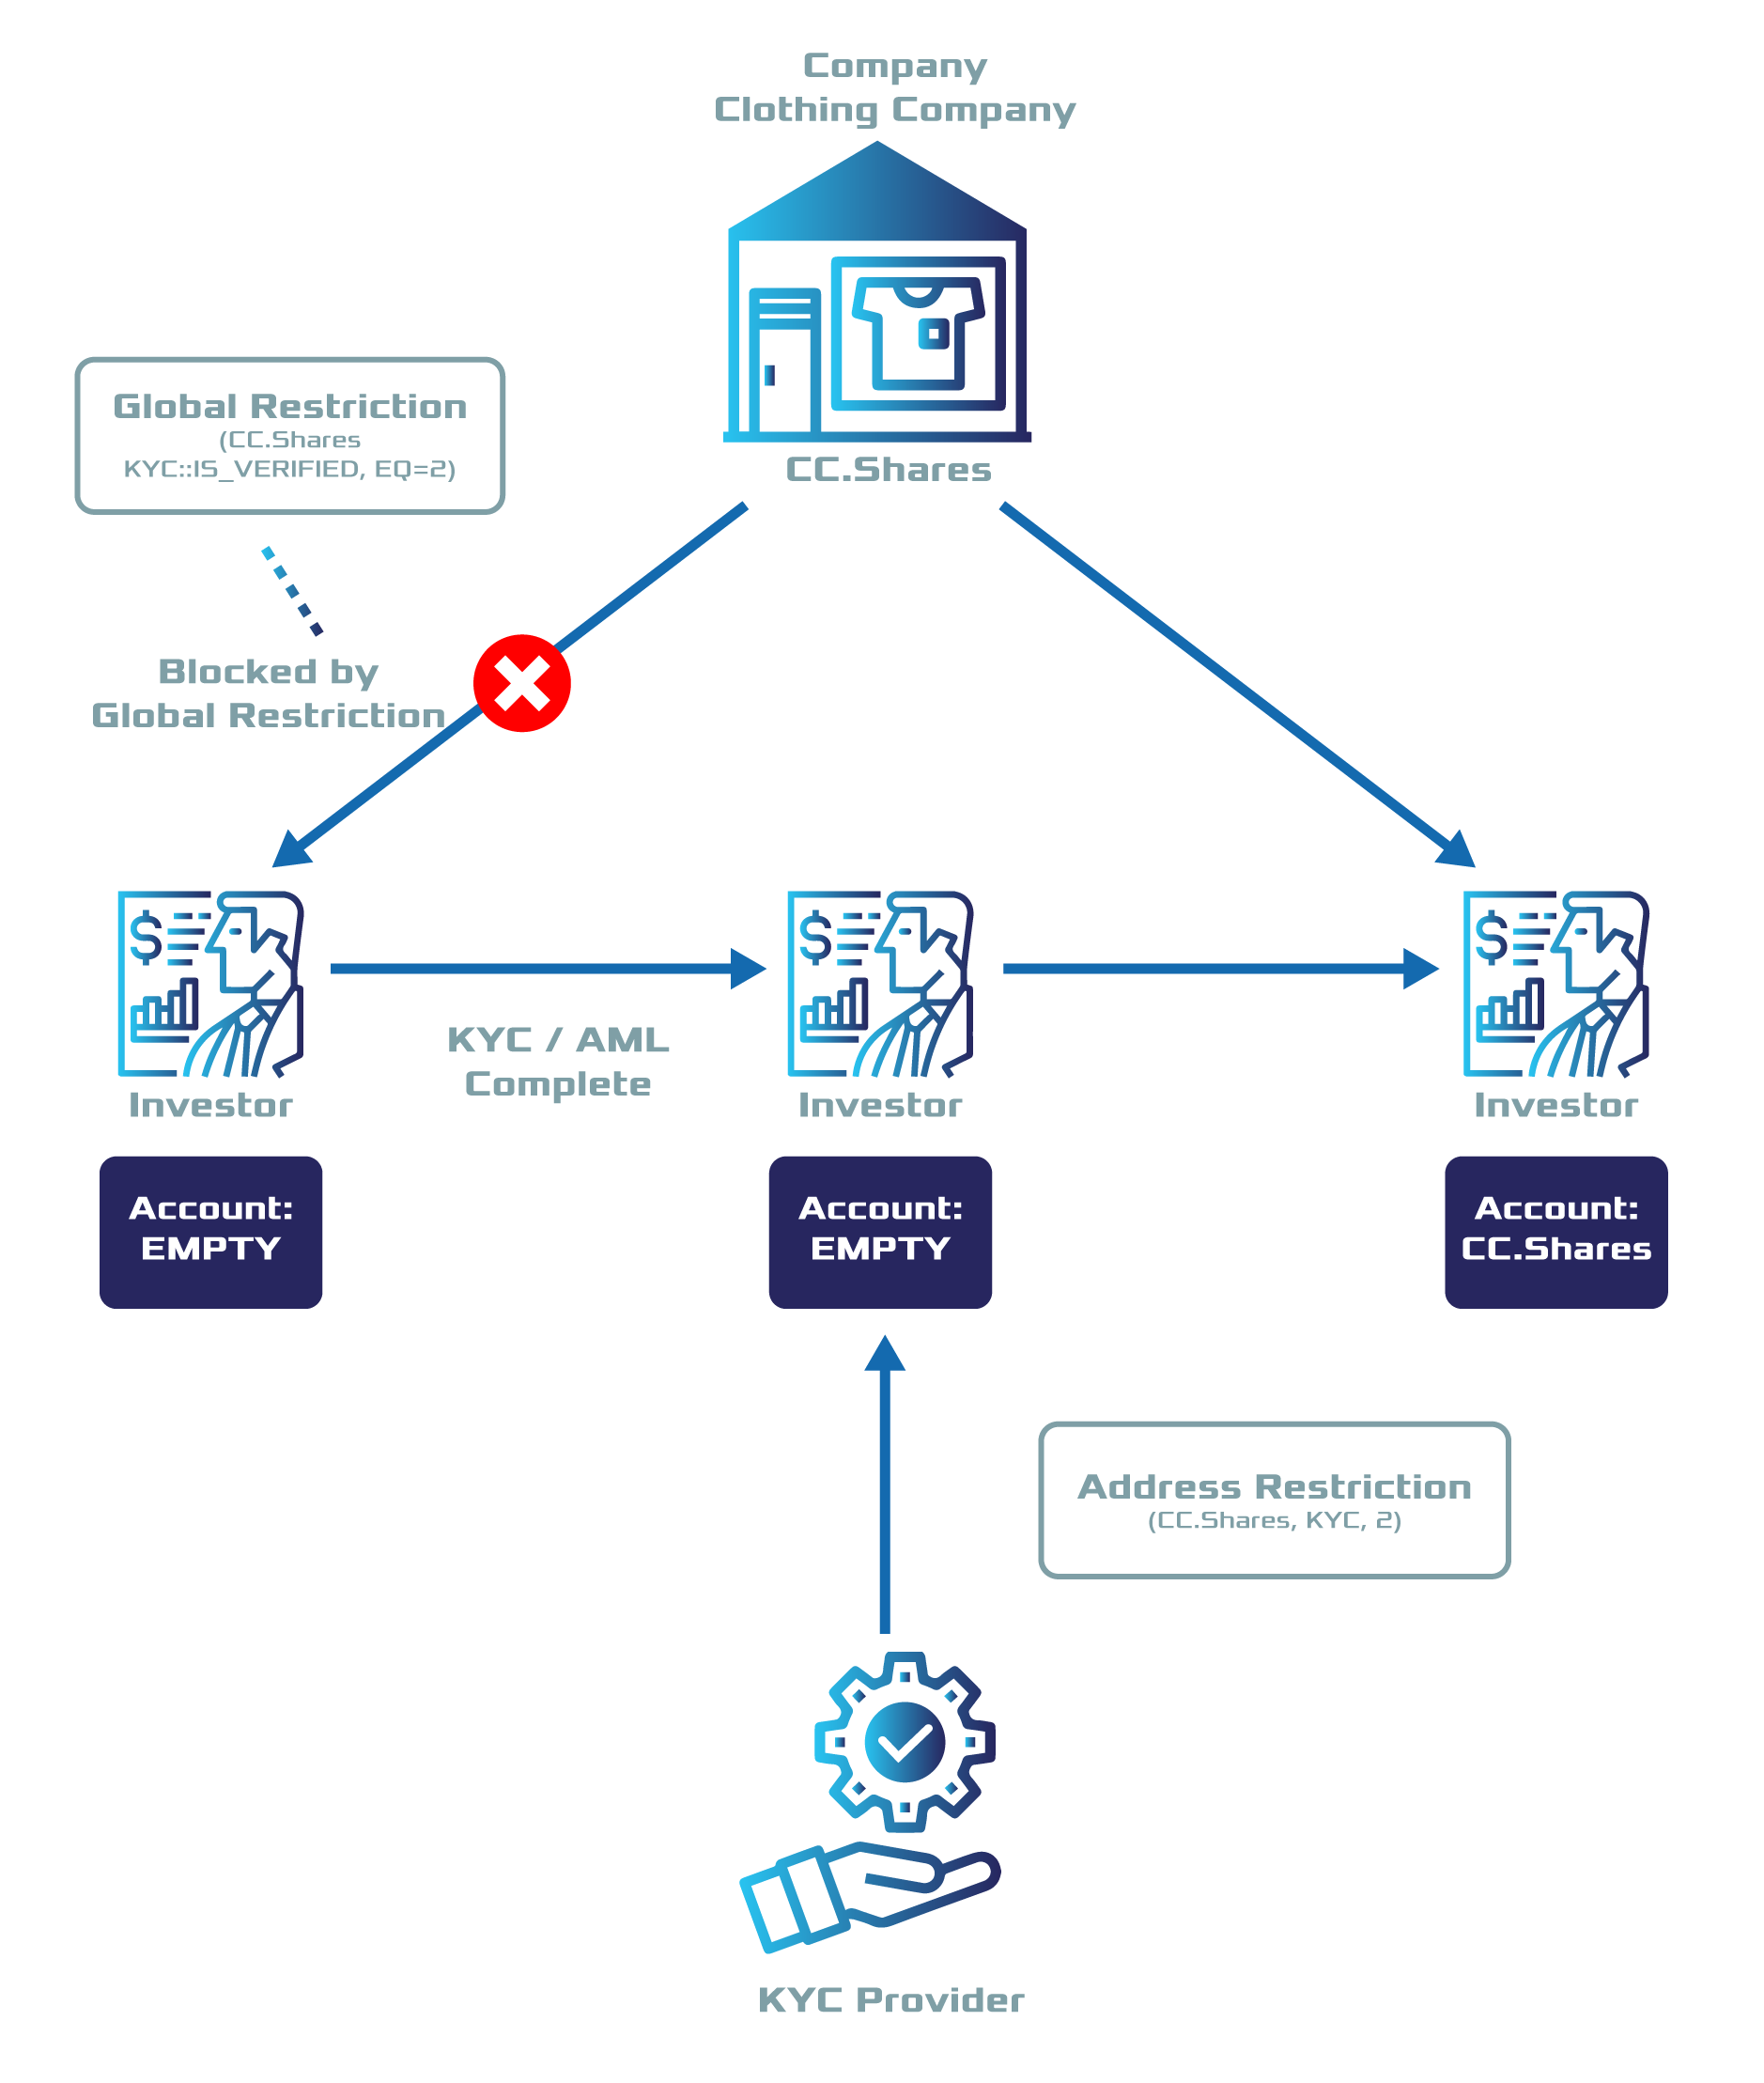 Company
Clothing Company
CC.Shares
Global Restriction
(CC.Shares
KYC::IS_VERIFIED, EQ=2)
Blocked by
Global Restriction
$
Investor
Account:
EMPTY
KYC / AML
Complete
$
Investor
Account:
EMPTY
$
Investor
Account:
CC.Shares
Address Restriction
(CC.Shares, KYC, 2)
KYC Provider